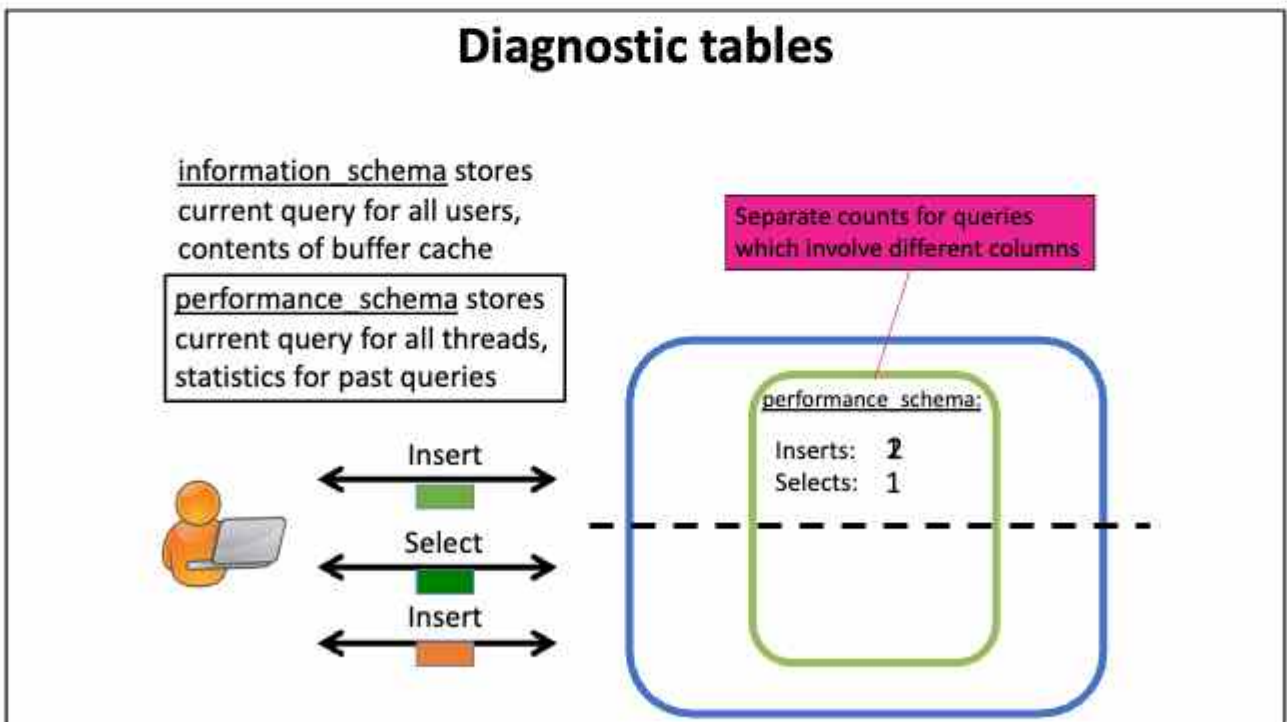 Diagnostic tables
information_schema stores
current query for all users,
contents of buffer cache
performance_schema stores
current query for all threads,
statistics for past queries
Separate counts for queries
which involve different columns
performance_schema:
Inserts:
Selects: 1
Insert
Select
Insert